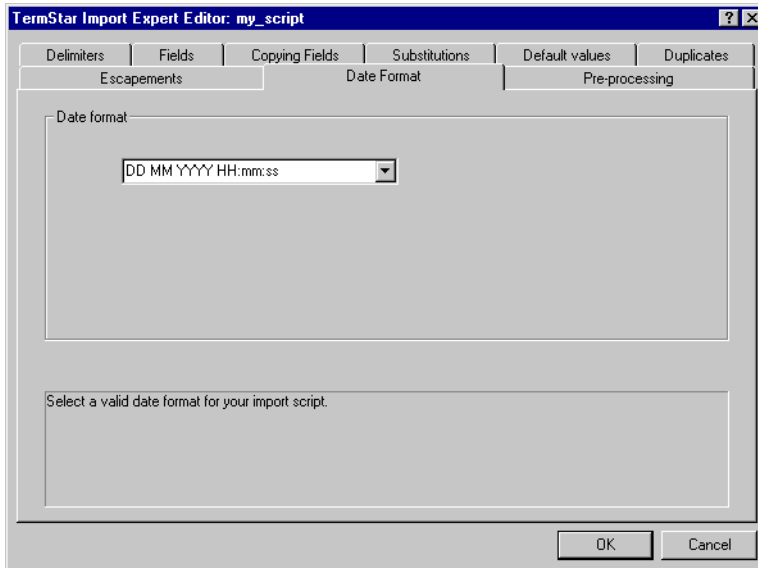 TermStar Import Expert Editor: my_script
Delimiters Fields Copying Fields Substitutions Default values Duplicates
Escapements Date Format Pre-processing
Date format
DD MM YYYY HH:mm:ss
Select a valid date format for your import script.
OK Cancel